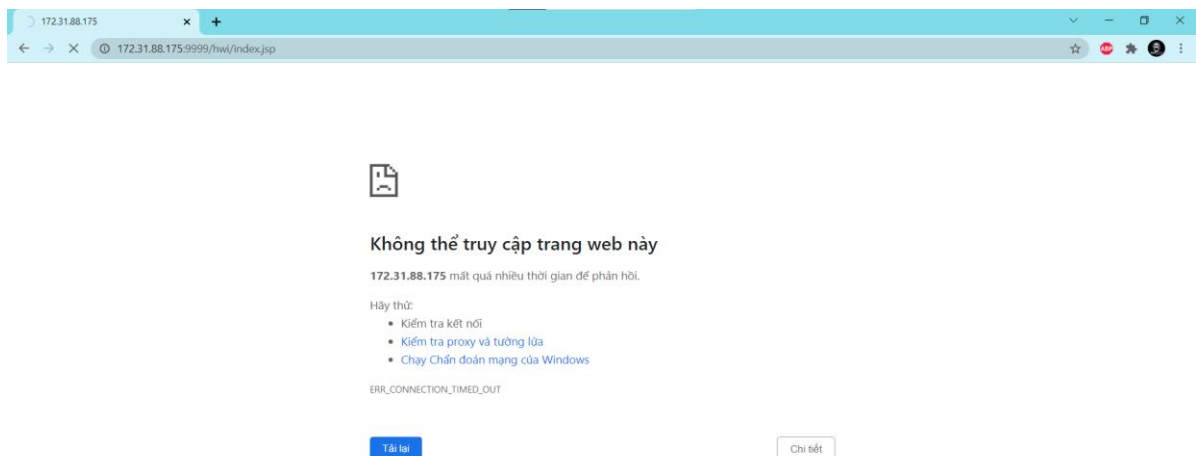 172.31.88.175
172.31.88.175:9999/hwi/index.jsp
ABP
Không thể truy cập trang web này
172.31.88.175 mất quá nhiều thời gian để phản hồi.
Hãy thử:
Kiểm tra kết nối
Kiểm tra proxy và tường lửa
Chạy Chẩn đoán mạng của Windows
ERR_CONNECTION_TIMED_OUT
Tải lại
Chi tiết